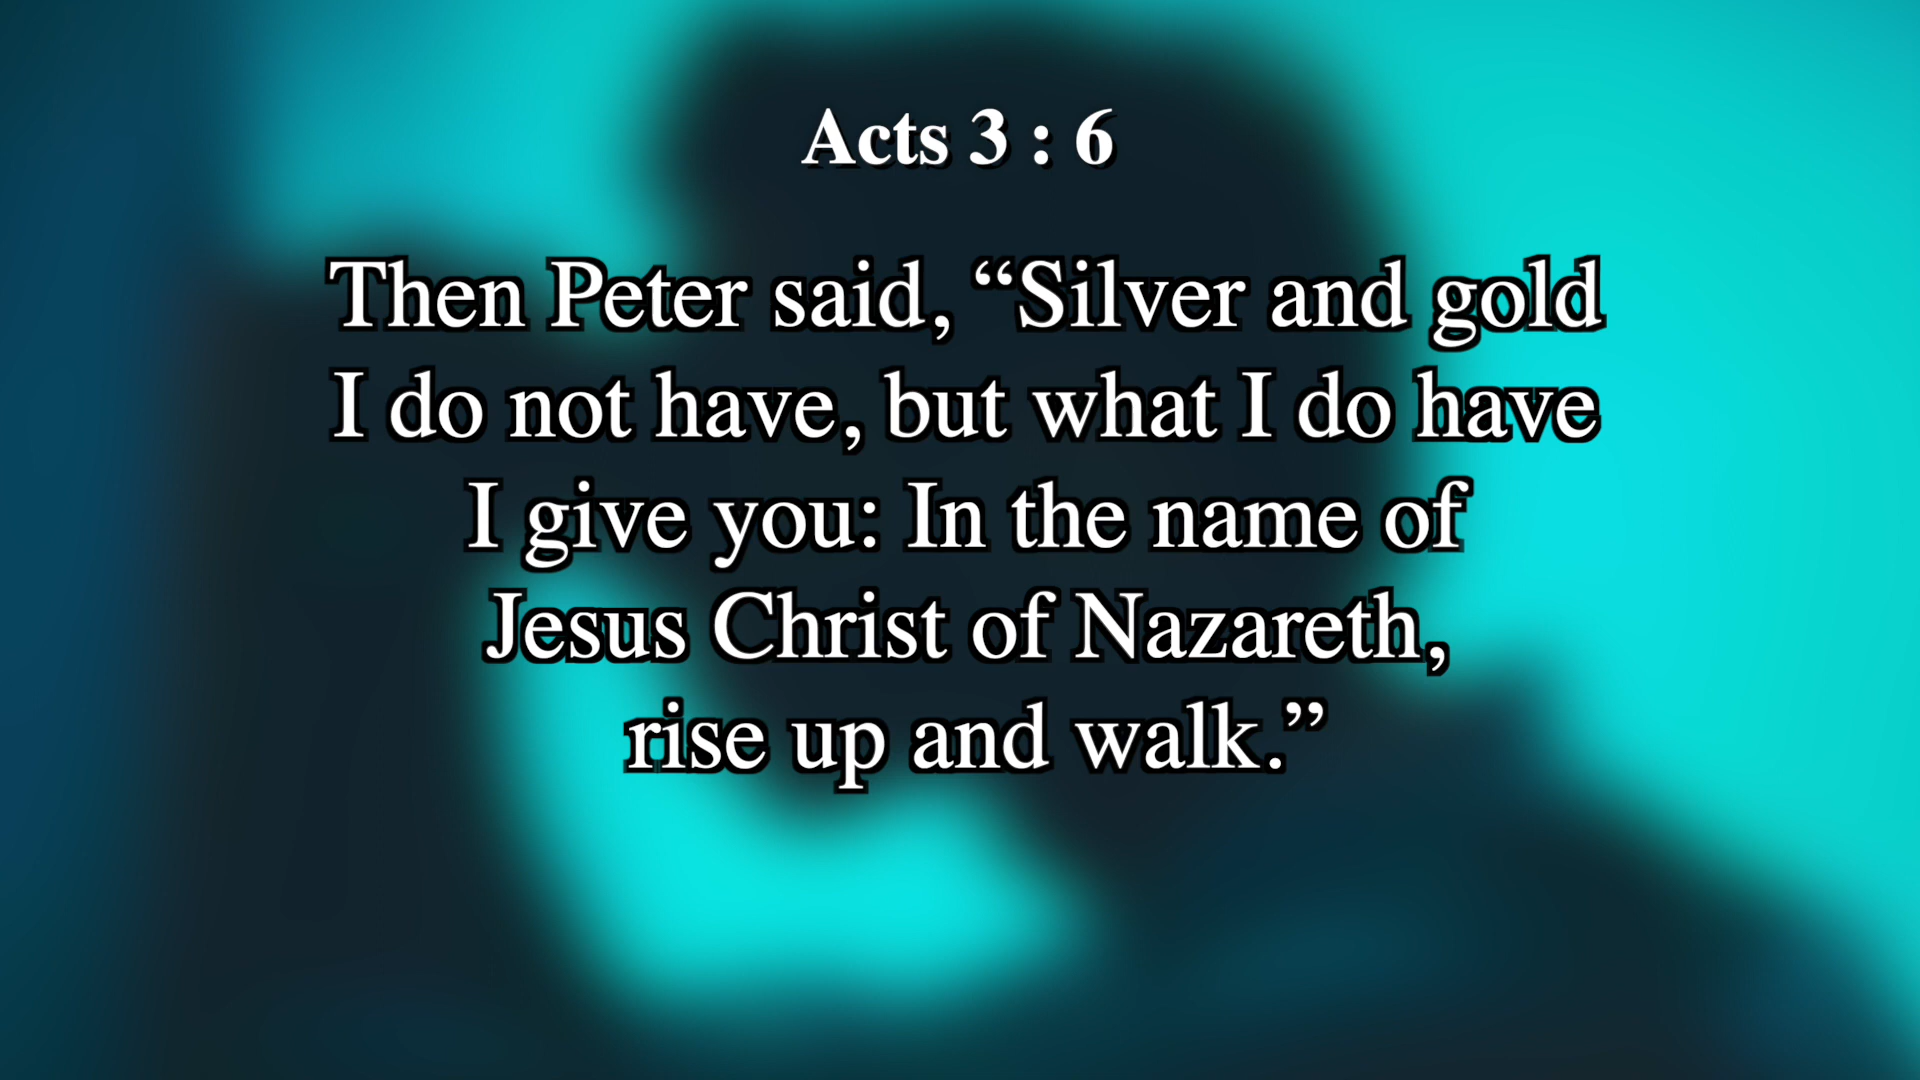 Acts 3 : 6
Then Peter said, “Silver and gold
I do not have, but what I do have
I give you: In the name of
Jesus Christ of Nazareth,
rise up and walk.”